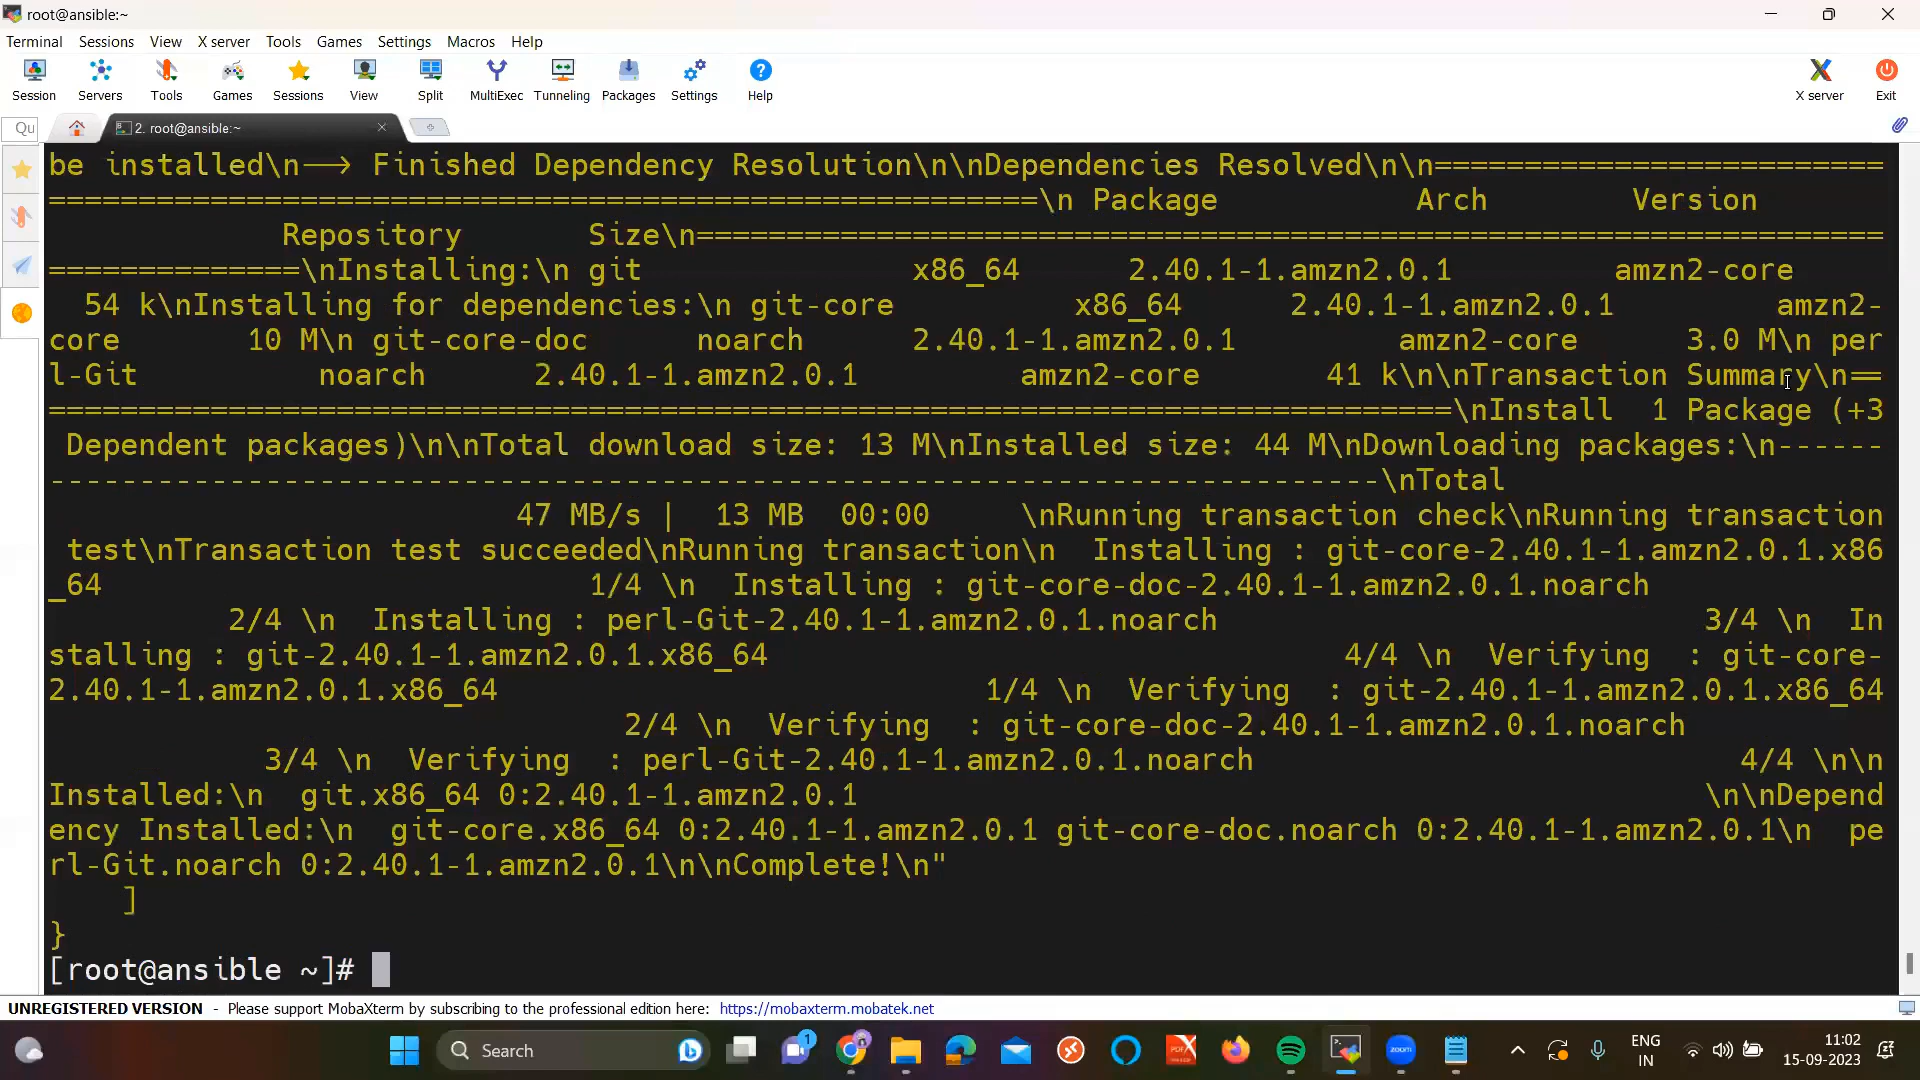 root@ansible:~
Terminal Sessions View X server Tools Games Settings Macros Help
Session Servers Tools Games Sessions View Split MultiExec Tunneling Packages Settings Help X server Exit
Qu 2. root@ansible:~
be installed\n--> Finished Dependency Resolution\n\nDependencies Resolved\n\n=========================
=======================================================\n Package Arch Version
Repository Size\n==================================================================
==============\nInstalling:\n git x86_64 2.40.1-1.amzn2.0.1 amzn2-core
54 k\nInstalling for dependencies:\n git-core x86_64 2.40.1-1.amzn2.0.1 amzn2-
core 10 M\n git-core-doc noarch 2.40.1-1.amzn2.0.1 amzn2-core 3.0 M\n per
l-Git noarch 2.40.1-1.amzn2.0.1 amzn2-core 41 k\n\nTransaction Summary\n==
==============================================================================\nInstall 1 Package (+3
Dependent packages)\n\nTotal download size: 13 M\nInstalled size: 44 M\nDownloading packages:\n------
--------------------------------------------------------------------------\nTotal
47 MB/s | 13 MB 00:00 \nRunning transaction check\nRunning transaction
test\nTransaction test succeeded\nRunning transaction\n Installing : git-core-2.40.1-1.amzn2.0.1.x86
_64 1/4 \n Installing : git-core-doc-2.40.1-1.amzn2.0.1.noarch
2/4 \n Installing : perl-Git-2.40.1-1.amzn2.0.1.noarch 3/4 \n In
stalling : git-2.40.1-1.amzn2.0.1.x86_64 4/4 \n Verifying : git-core-
2.40.1-1.amzn2.0.1.x86_64 1/4 \n Verifying : git-2.40.1-1.amzn2.0.1.x86_64
2/4 \n Verifying : git-core-doc-2.40.1-1.amzn2.0.1.noarch
3/4 \n Verifying : perl-Git-2.40.1-1.amzn2.0.1.noarch 4/4 \n\n
Installed:\n git.x86_64 0:2.40.1-1.amzn2.0.1 \n\nDepend
ency Installed:\n git-core.x86_64 0:2.40.1-1.amzn2.0.1 git-core-doc.noarch 0:2.40.1-1.amzn2.0.1\n pe
rl-Git.noarch 0:2.40.1-1.amzn2.0.1\n\nComplete!\n"
]
}
[root@ansible ~]#
UNREGISTERED VERSION - Please support MobaXterm by subscribing to the professional edition here: https://mobaxterm.mobatek.net
Search 1 zoom ENG 11:02
IN 15-09-2023